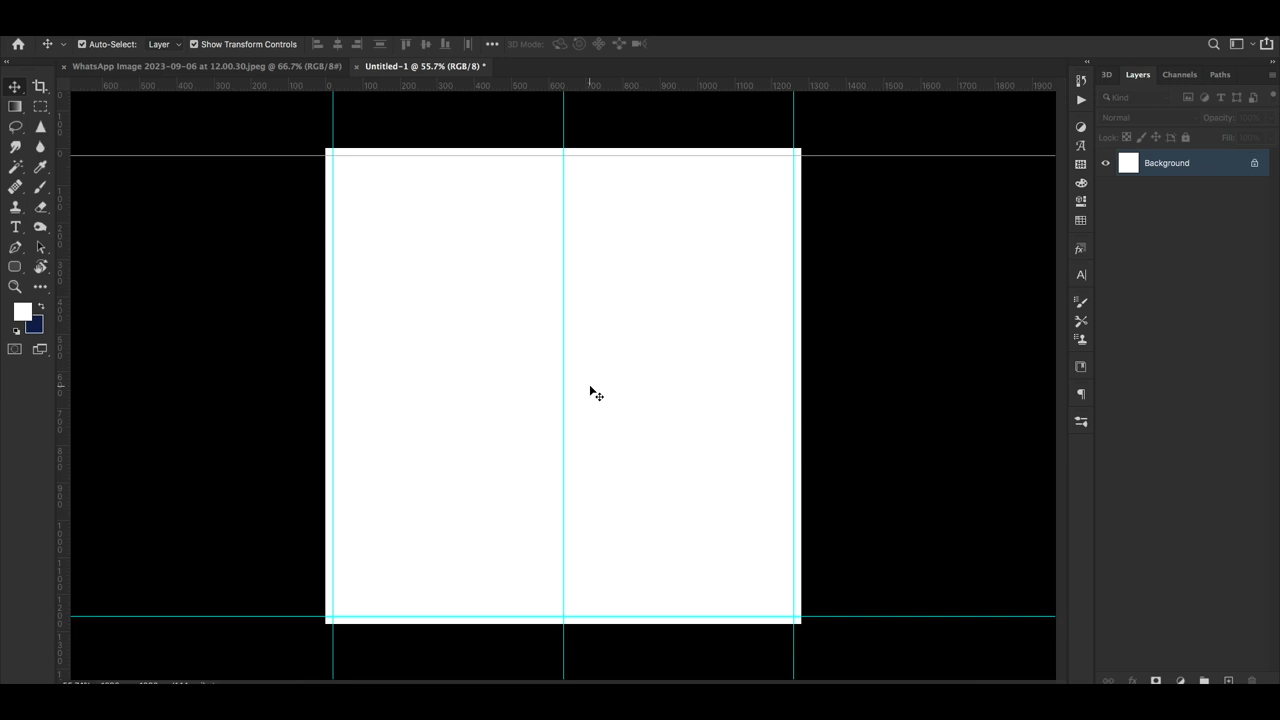 Auto-Select: Layer Show Transform Controls 3D Mode:
WhatsApp Image 2023-09-06 at 12.00.30.jpeg @ 66.7% (RGB/8#) Untitled-1 @ 55.7% (RGB/8) *
600 500 400 300 200 100 0 100 200 300 400 500 600 700 800 900 1000 1100 1200 1300 1400 1500 1600 1700 1800 1900
3D Layers Channels Paths
Kind
Normal Opacity: 100%
Lock: Fill: 100%
Background